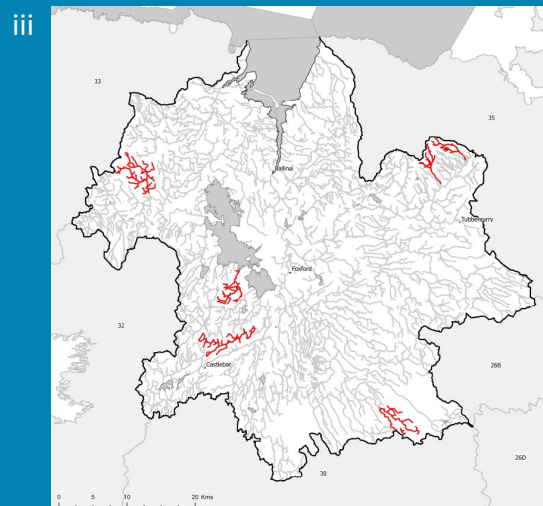 iii
33
35
Ballina
Tubbercurry
Foxford
32
Castlebar
26B
26D
30
0 5 10 20 Kms